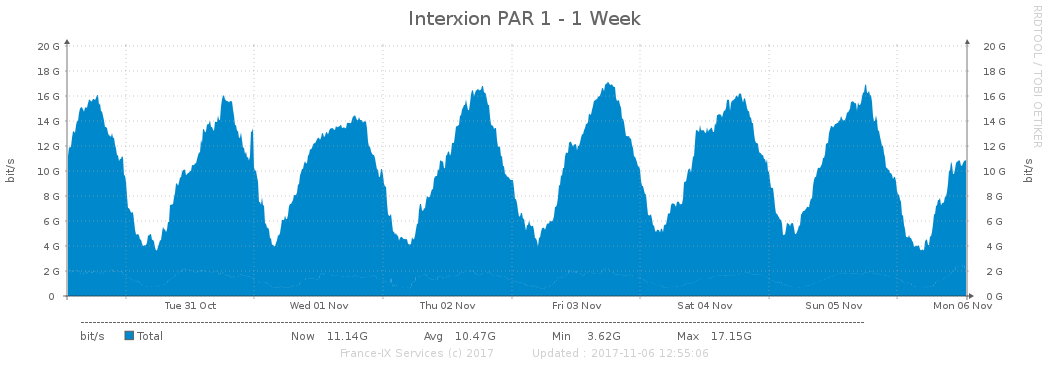 Interxion PAR 1 - 1 Week
RRDTOOL / TOBI OETIKER
20 G 20 G
18 G 18 G
16 G 16 G
14 G 14 G
12 G 12 G
10 G 10 G
8 G 8 G
6 G 6 G
4 G 4 G
2 G 2 G
0 0 G
bit/s
bit/s
Tue 31 Oct Wed 01 Nov Thu 02 Nov Fri 03 Nov Sat 04 Nov Sun 05 Nov Mon 06 Nov
bit/s Total Now 11.14G Avg 10.47G Min 3.62G Max 17.15G
France-IX Services (c) 2017 Updated : 2017-11-06 12:55:06